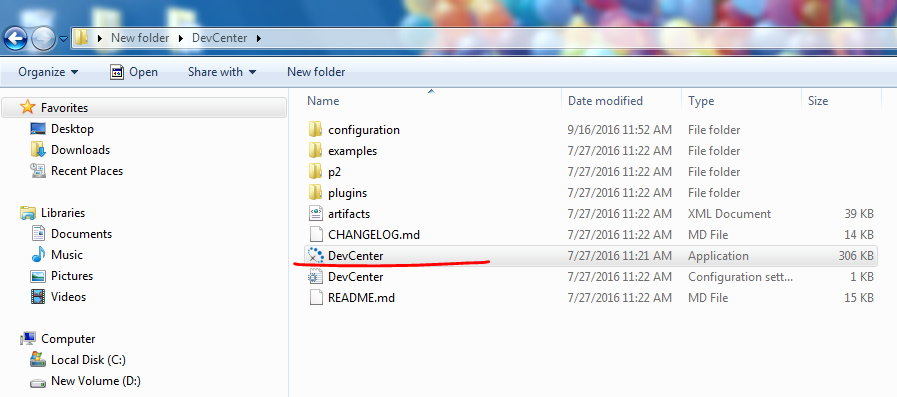 New folder DevCenter
Organize Open Share with New folder
Name Date modified Type Size
Favorites
Desktop
Downloads
Recent Places
Libraries
Documents
Music
Pictures
Videos
Computer
Local Disk (C:)
New Volume (D:)
configuration 9/16/2016 11:52 AM File folder
examples 7/27/2016 11:22 AM File folder
p2 7/27/2016 11:22 AM File folder
plugins 7/27/2016 11:22 AM File folder
artifacts 7/27/2016 11:22 AM XML Document 39 KB
CHANGELOG.md 7/27/2016 11:22 AM MD File 14 KB
DevCenter 7/27/2016 11:21 AM Application 306 KB
DevCenter 7/27/2016 11:22 AM Configuration sett... 1 KB
README.md 7/27/2016 11:22 AM MD File 15 KB